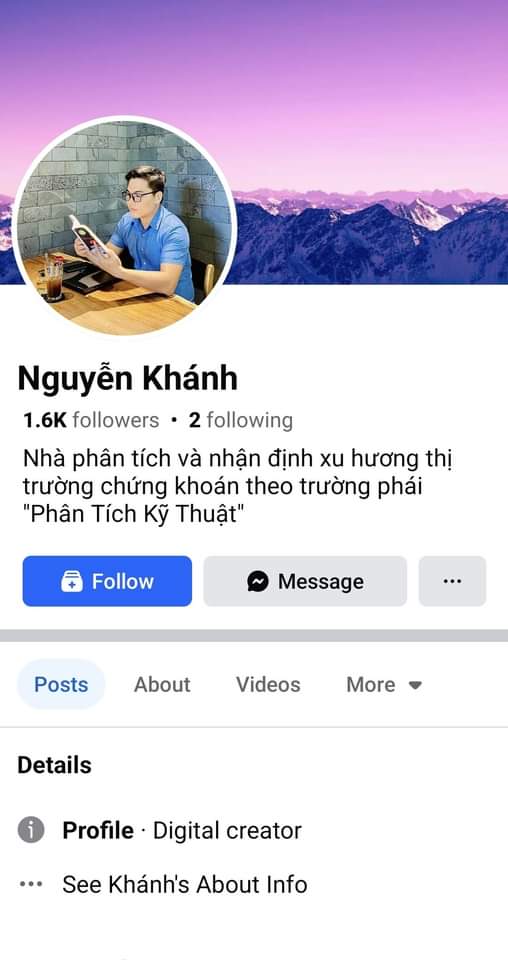 Nguyễn Khánh
1.6K followers • 2 following
Nhà phân tích và nhận định xu hướng thị
trường chứng khoán theo trường phái
"Phân Tích Kỹ Thuật"
Follow
Message
Posts
About
Videos
More
Details
Profile · Digital creator
See Khánh's About Info